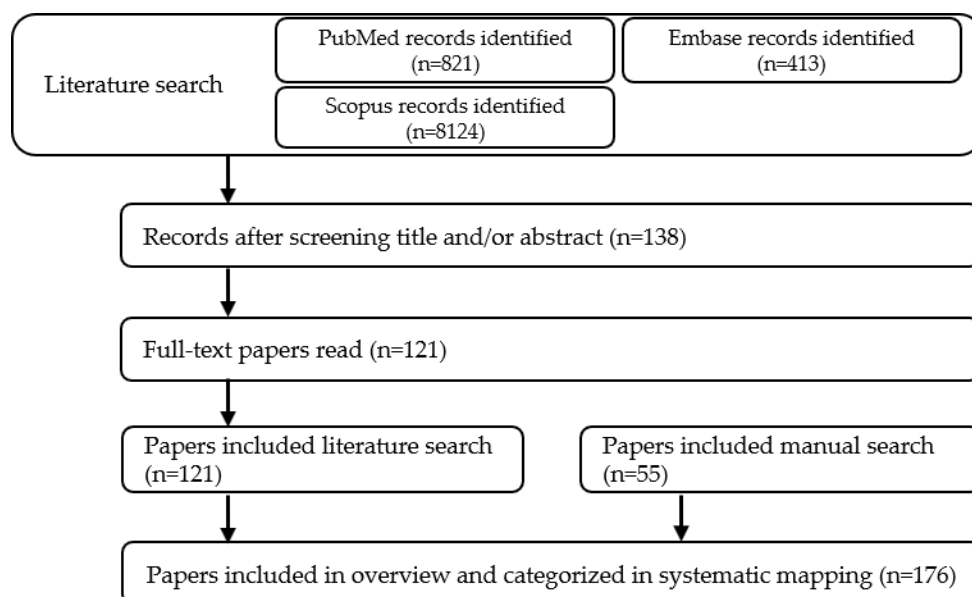 Literature search
PubMed records identified
(n=821)
Embase records identified
(n=413)
Scopus records identified
(n=8124)
Records after screening title and/or abstract (n=138)
Full-text papers read (n=121)
Papers included literature search
(n=121)
Papers included manual search
(n=55)
Papers included in overview and categorized in systematic mapping (n=176)